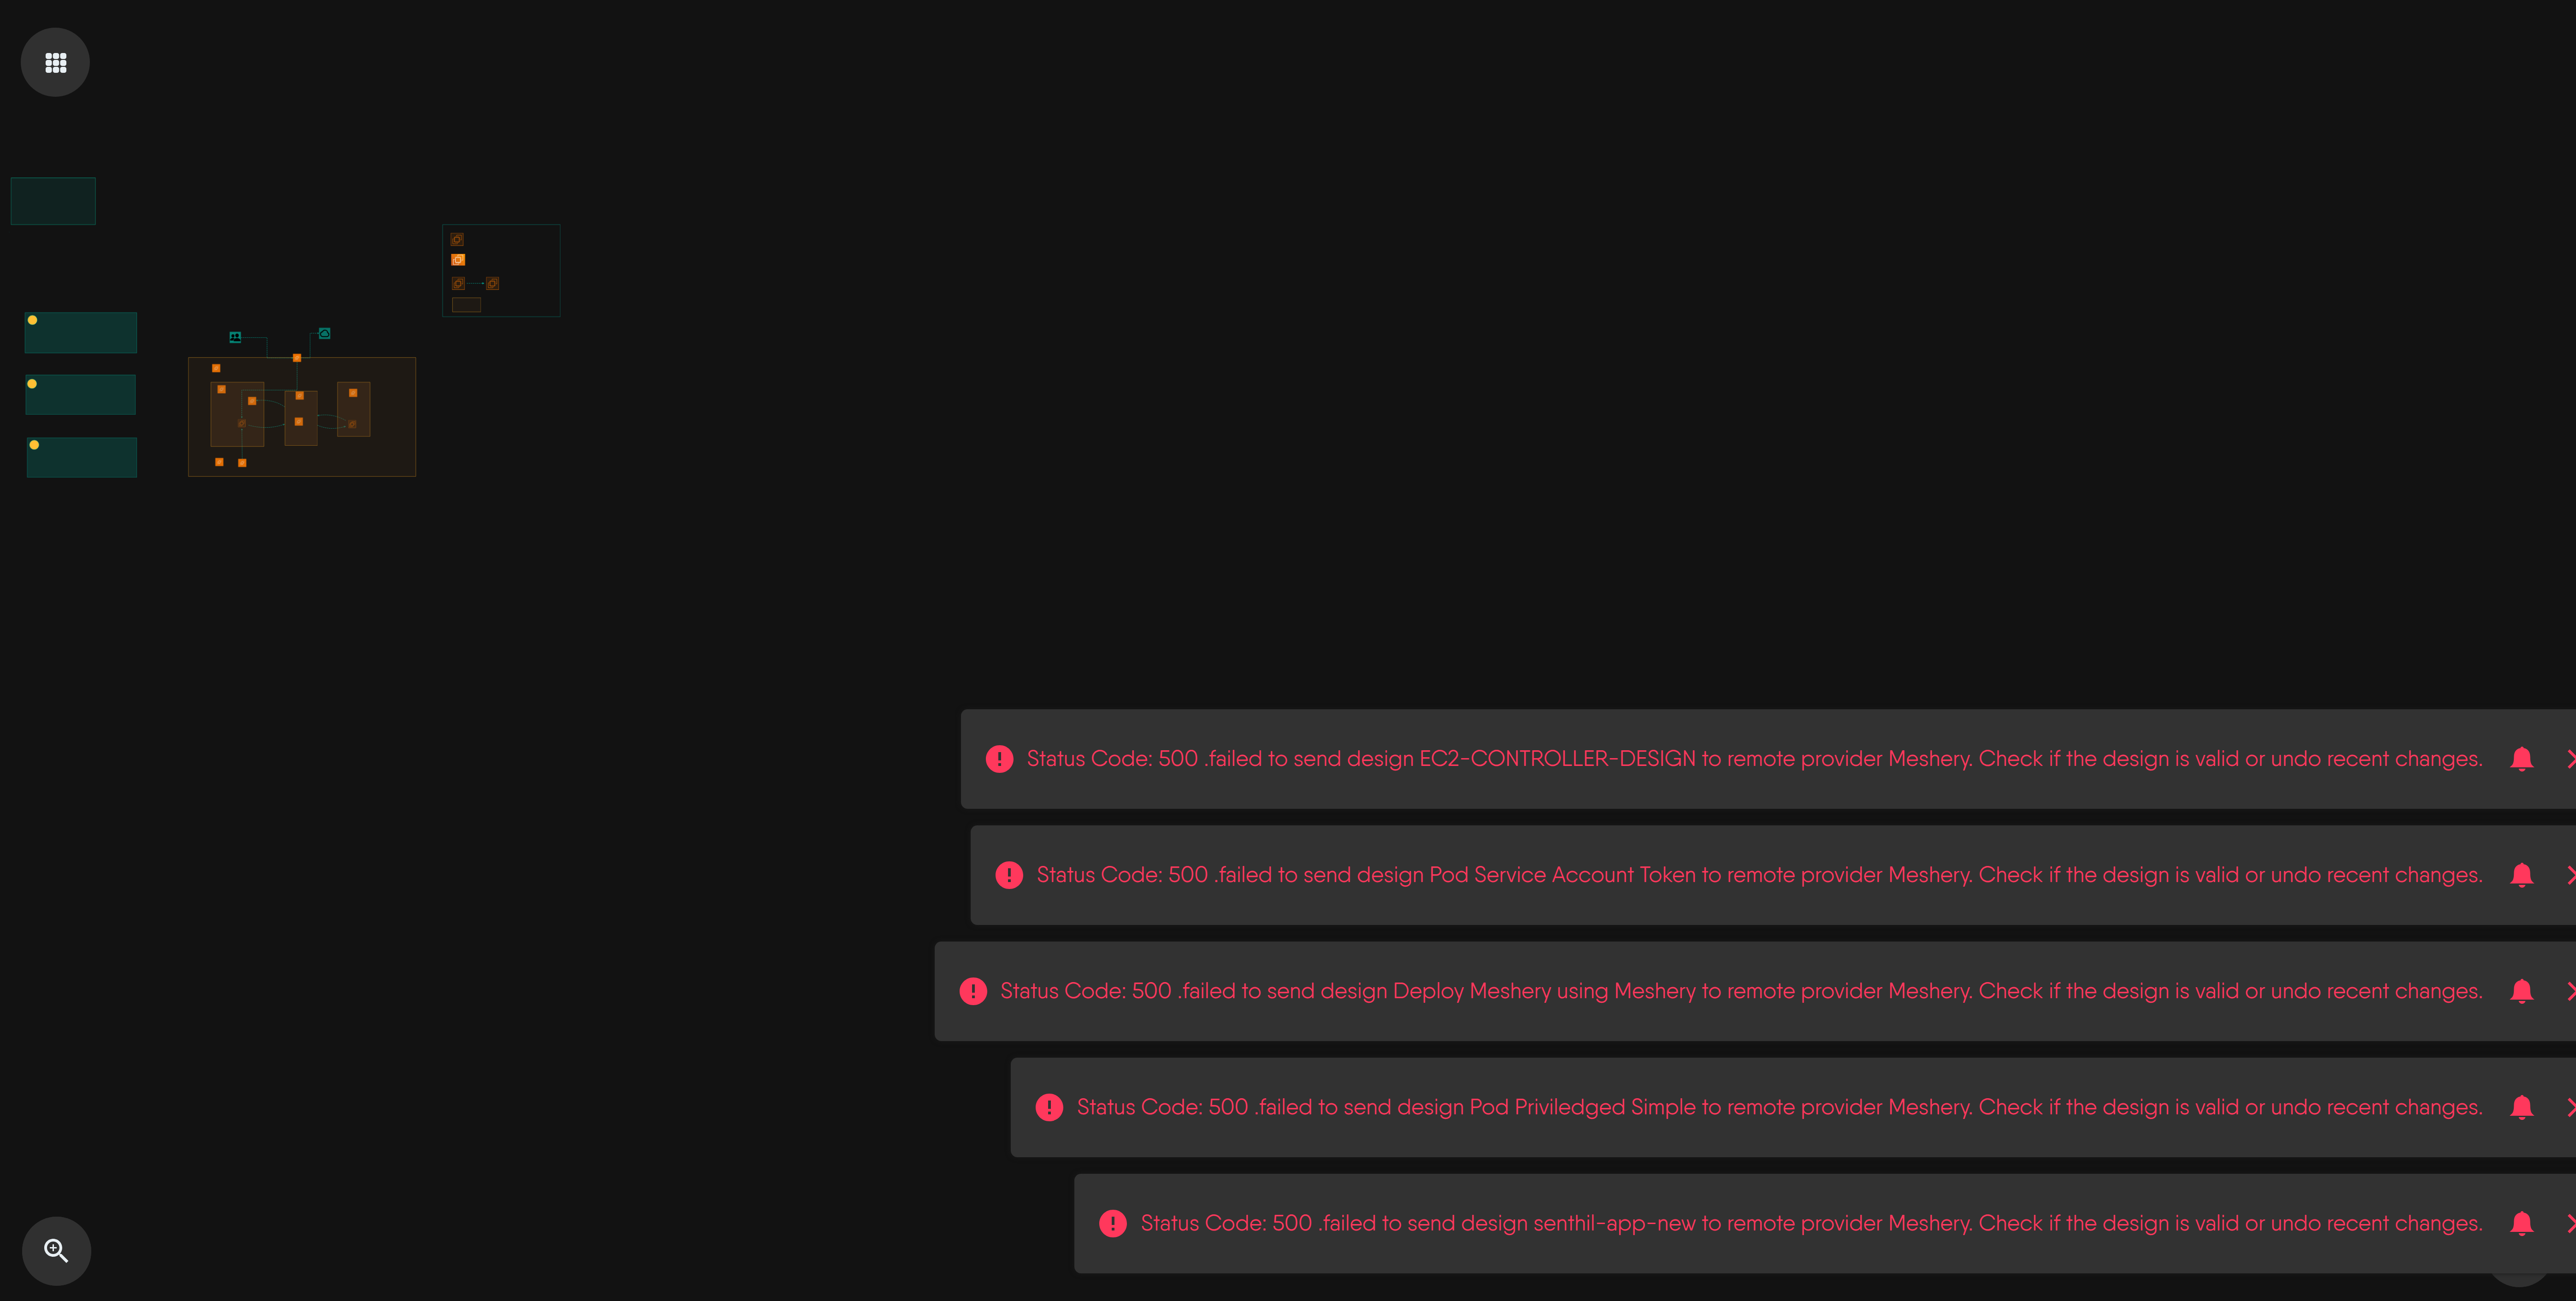 Status Code: 500 .failed to send design EC2-CONTROLLER-DESIGN to remote provider Meshery. Check if the design is valid or undo recent changes.
Status Code: 500 .failed to send design Pod Service Account Token to remote provider Meshery. Check if the design is valid or undo recent changes.
Status Code: 500 .failed to send design Deploy Meshery using Meshery to remote provider Meshery. Check if the design is valid or undo recent changes.
Status Code: 500 .failed to send design Pod Priviledged Simple to remote provider Meshery. Check if the design is valid or undo recent changes.
Status Code: 500 .failed to send design senthil-app-new to remote provider Meshery. Check if the design is valid or undo recent changes.